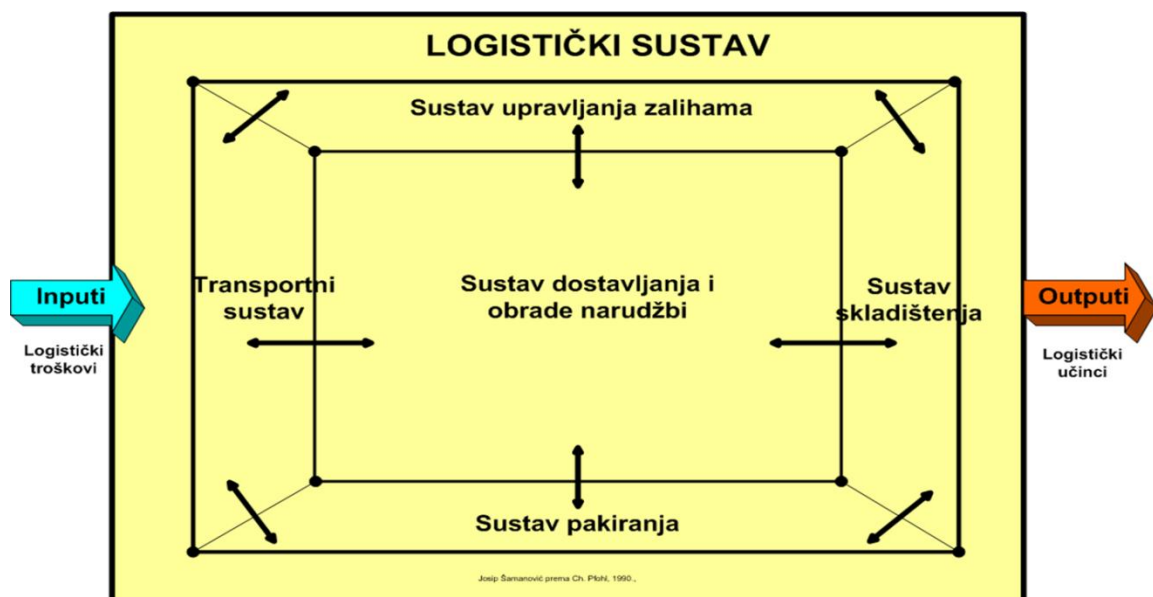 LOGISTIČKI SUSTAV
Sustav upravljanja zalihama
Inputi
Logistički
troškovi
Transportni
sustav
Sustav dostavljanja i
obrade narudžbi
Sustav
skladištenja
Outputi
Logistički
učinci
Sustav pakiranja
Josip Šamanović prema Ch. Pfohl, 1990.,